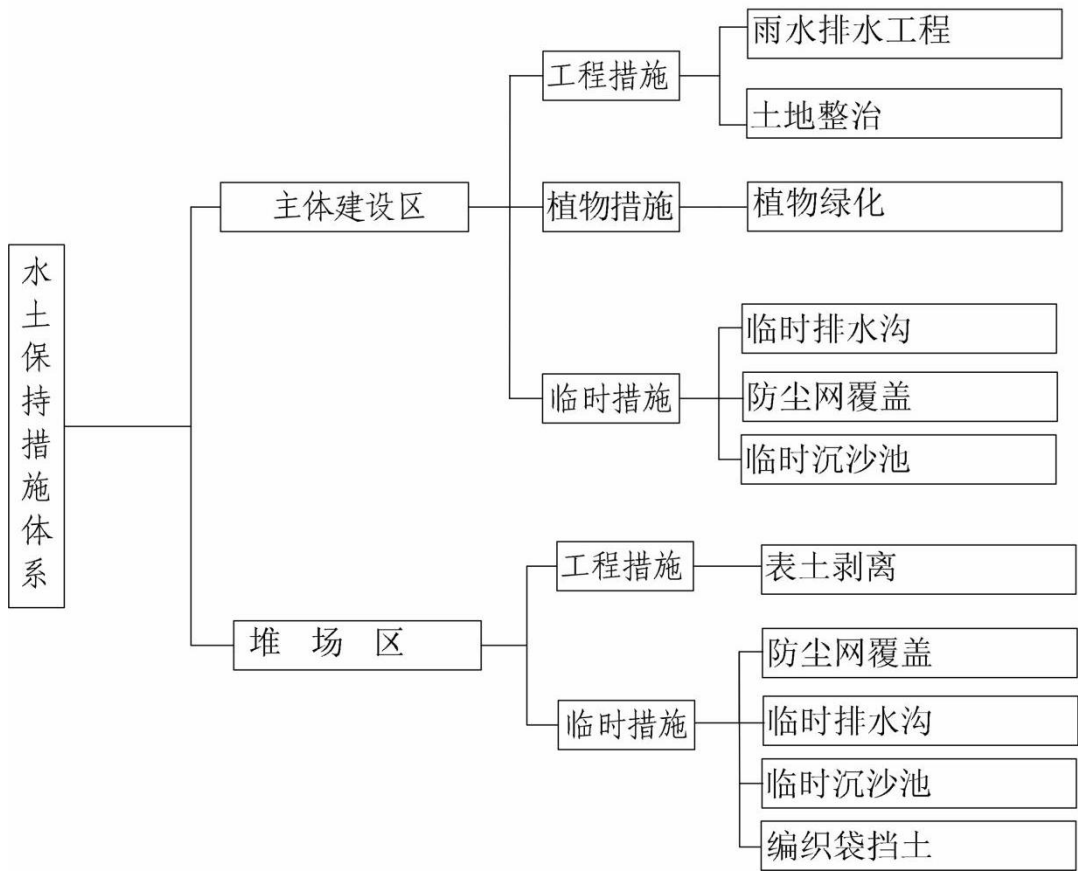 水土保持措施体系
主体建设区
工程措施
雨水排水工程
土地整治
植物措施
植物绿化
临时措施
临时排水沟
防尘网覆盖
临时沉沙池
堆场区
工程措施
表土剥离
临时措施
防尘网覆盖
临时排水沟
临时沉沙池
编织袋挡土